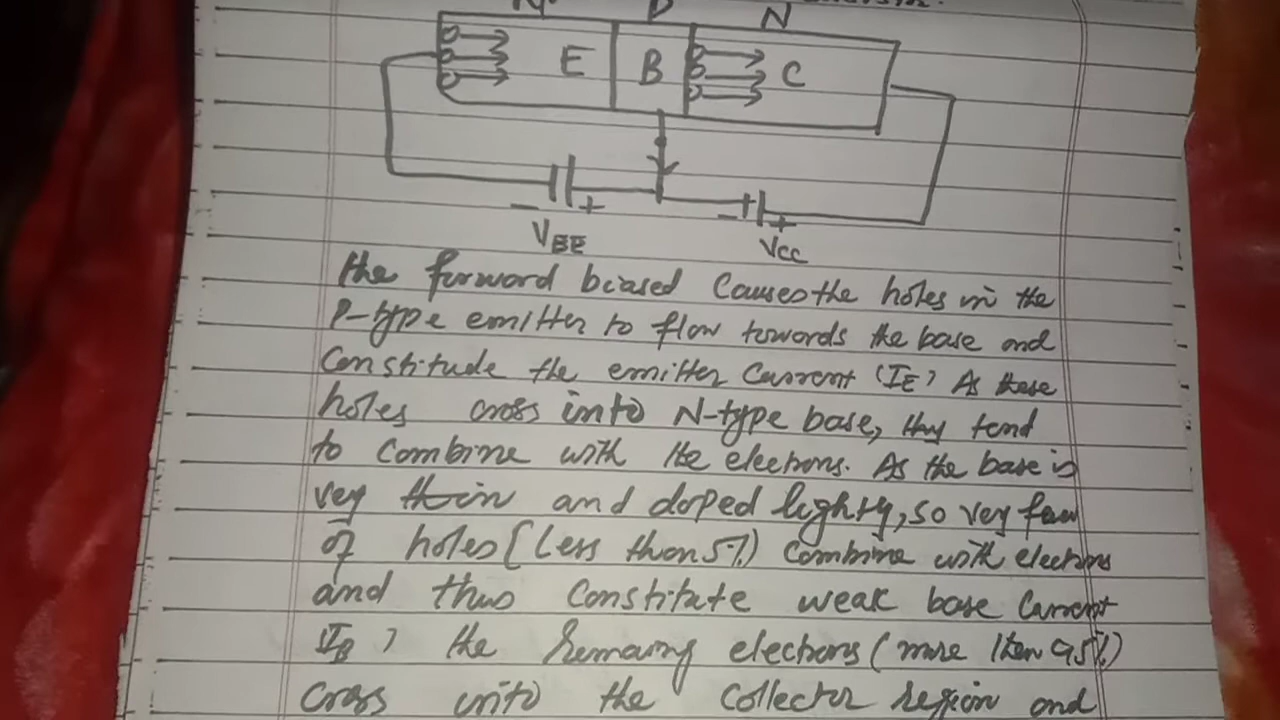 P N
E B C
- + - +
VBE VCC
the forward biased causes the holes in the
P-type emitter to flow towards the base and
Constitude the emitter Current (IE) As these
holes cross into N-type base, they tend
to combine with the electrons. As the base is
very thin and doped lightly, so very few
of holes (less than 5%) combine with electrons
and thus constitute weak base Current
IB) the Remaining electrons (more then 95%)
cross into the collector region and